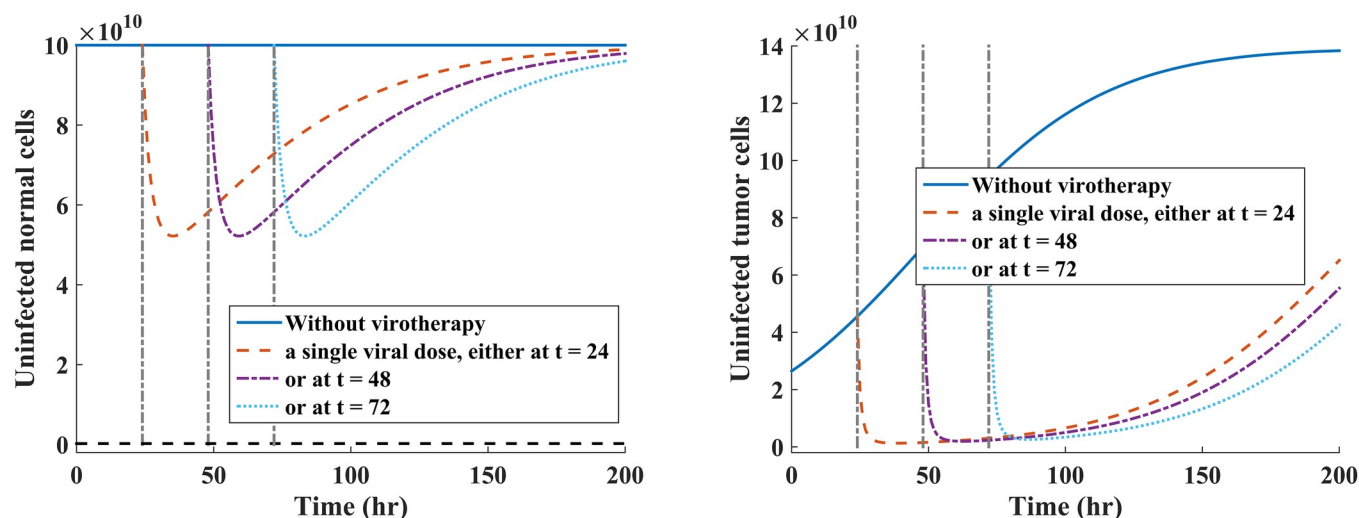 ×10^10
Uninfected normal cells
10
8
6
4
2
0
Without virotherapy
a single viral dose, either at t = 24
or at t = 48
or at t = 72
0 50 100 150 200
Time (hr)
×10^10
Uninfected tumor cells
14
12
10
8
6
4
2
0
Without virotherapy
a single viral dose, either at t = 24
or at t = 48
or at t = 72
0 50 100 150 200
Time (hr)